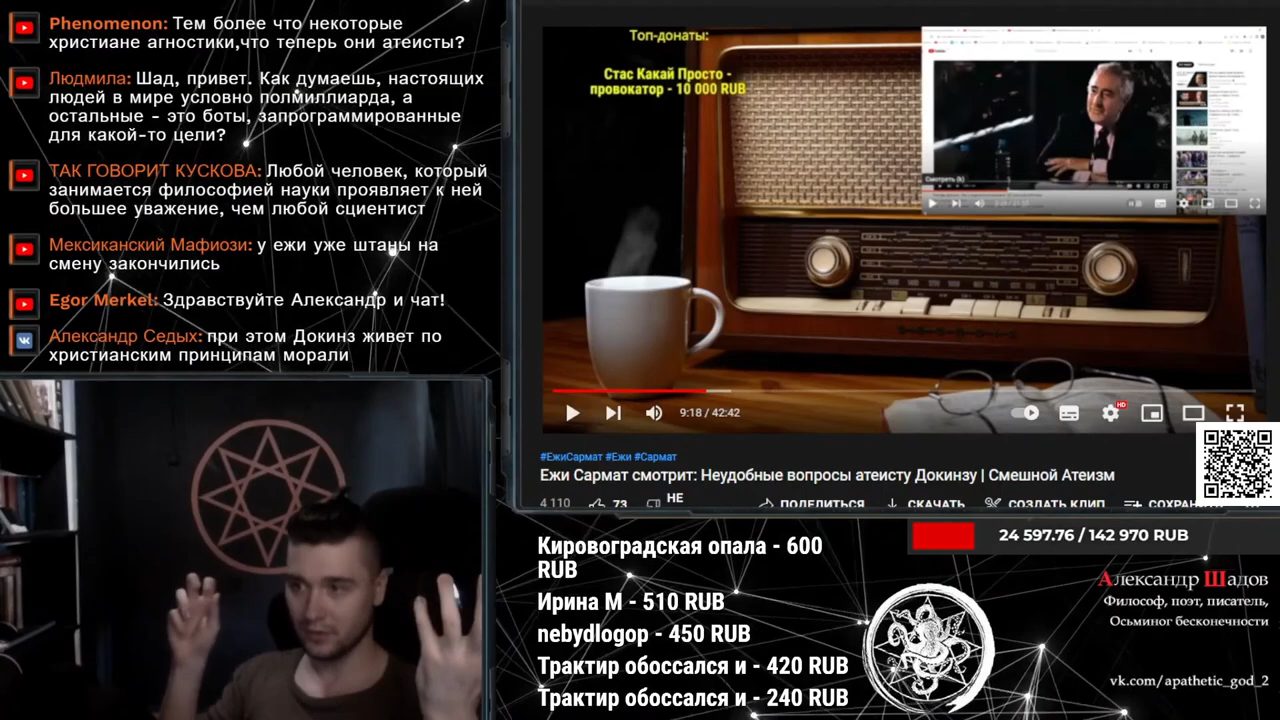 Phenomenon: Тем более что некоторые
христиане агностики,что теперь они атеисты?
Людмила: Шад, привет. Как думаешь, настоящих
людей в мире условно полмиллиарда, а
остальные - это боты, запрограммированные
для какой-то цели?
ТАК ГОВОРИТ КУСКОВА: Любой человек, который
занимается философией науки проявляет к ней
большее уважение, чем любой сциентист
Мексиканский Мафиози: у ежи уже штаны на
смену закончились
Egor Merkel: Здравствуйте Александр и чат!
Александр Седых: при этом Докинз живет по
христианским принципам морали
Топ-донаты:
Стас Какай Просто -
провокатор - 10 000 RUB
Смотреть (k)
9:18 / 42:42
HD
#ЕжиСармат #Ежи #Сармат
Ежи Сармат смотрит: Неудобные вопросы атеисту Докинзу | Смешной Атеизм
4 110
73
НЕ
ПОДЕЛИТЬСЯ
СКАЧАТЬ
СОЗДАТЬ КЛИП
СОХРАН
24 597.76 / 142 970 RUB
Кировоградская опала - 600
RUB
Ирина М - 510 RUB
nebydlogop - 450 RUB
Трактир обоссался и - 420 RUB
Трактир обоссался и - 240 RUB
Александр Шадов
Философ, поэт, писатель,
Осьминог бесконечности
vk.com/apathetic_god_2